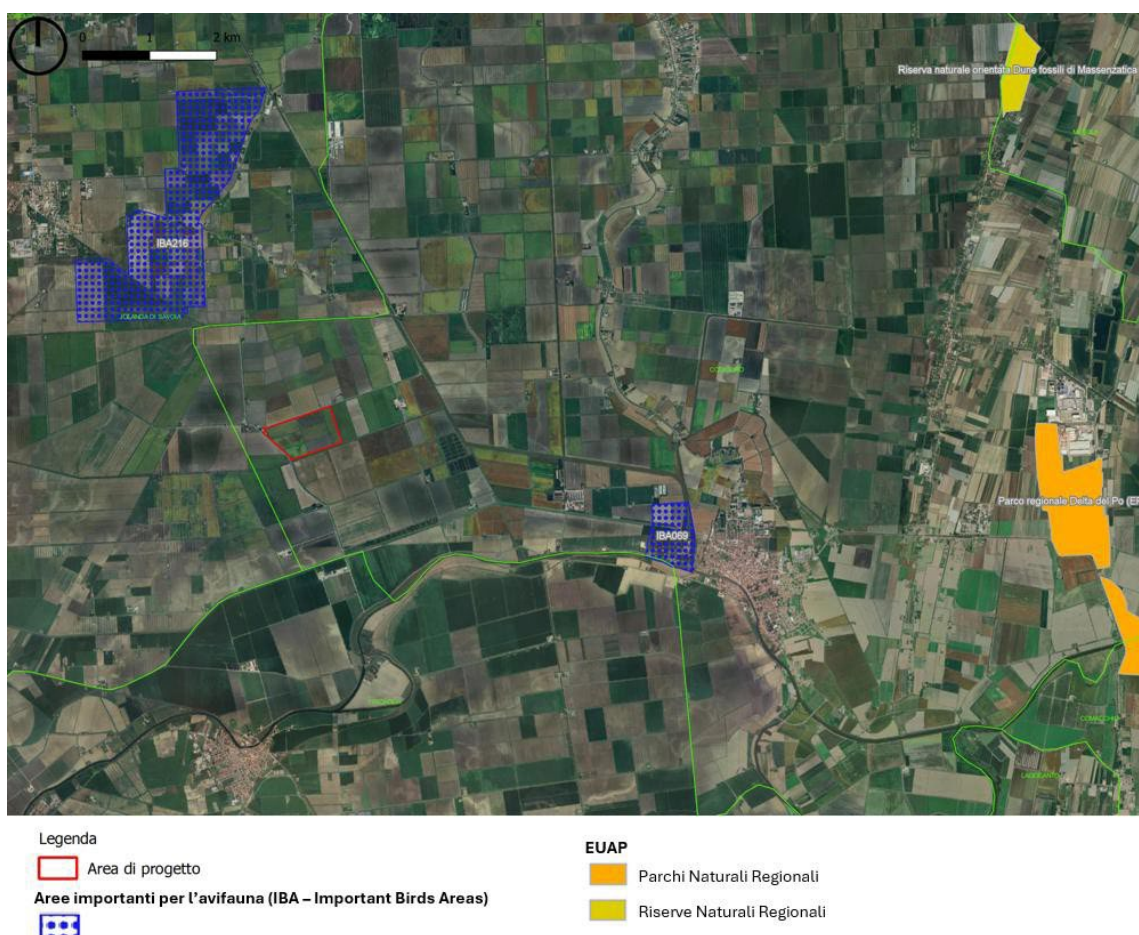 0 1 2 km
Riserva naturale orientata Dune fossili di Massenzatica
IBA216
JOLANDA DI SAVOIA
CODIGORO
Parco regionale Delta del Po (E
IBA069
COMACCHIO
LAGOSANTO
Legenda
Area di progetto
Aree importanti per l'avifauna (IBA – Important Birds Areas)
EUAP
Parchi Naturali Regionali
Riserve Naturali Regionali